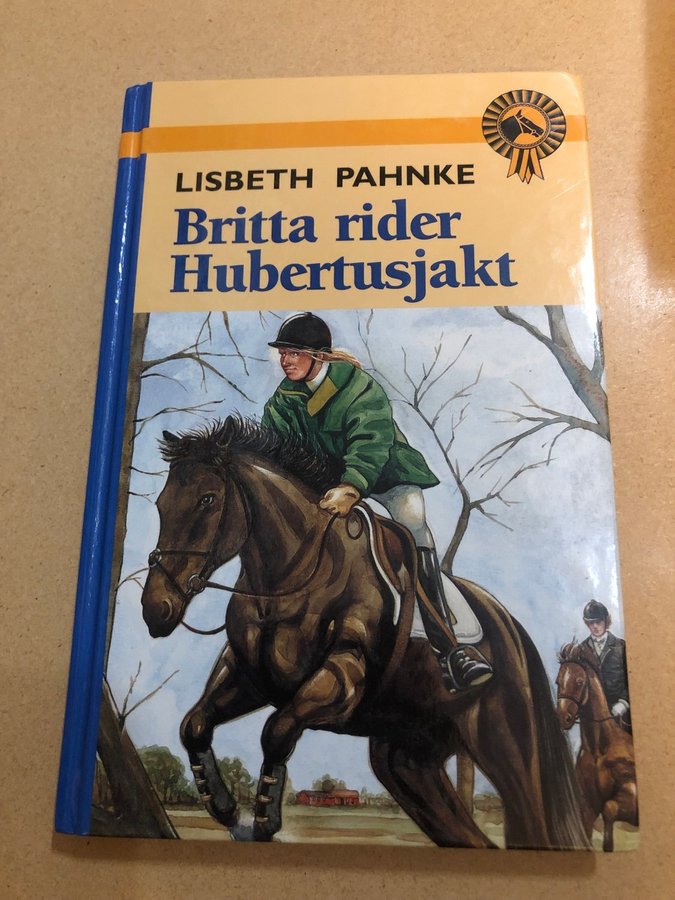 LISBETH PAHNKE
Britta rider
Hubertusjakt